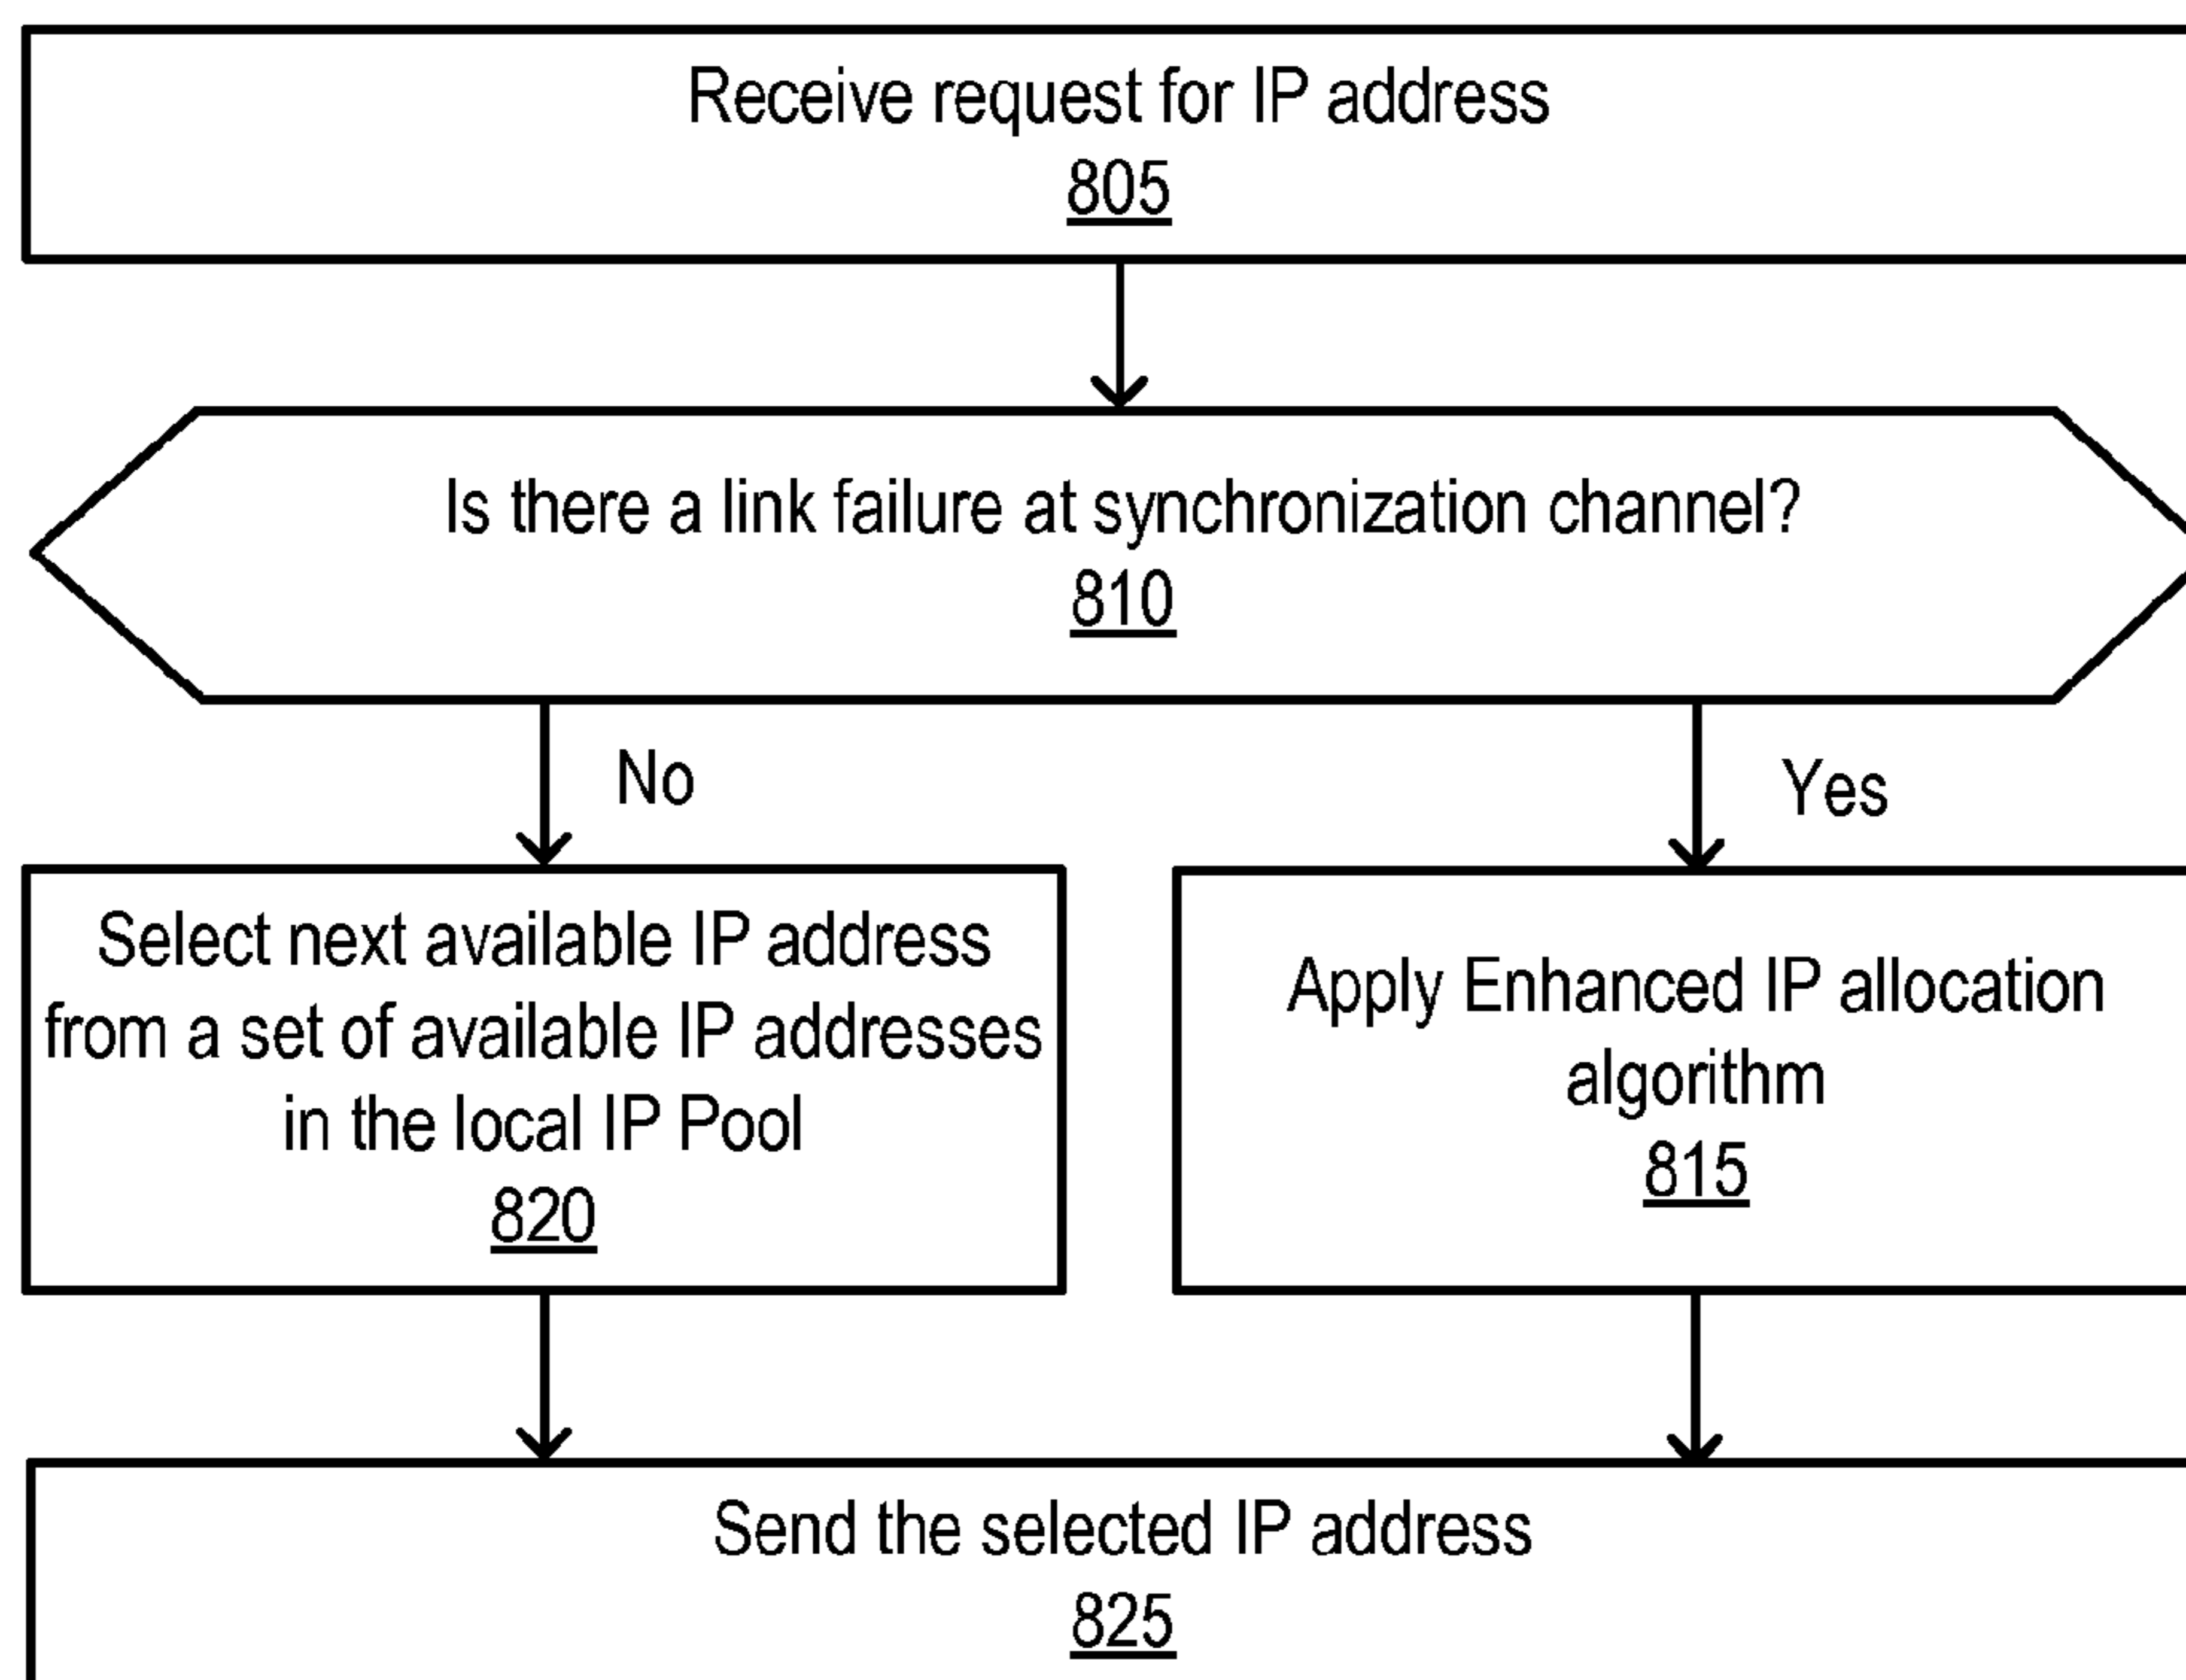 Receive request for IP address
805
Is there a link failure at synchronization channel?
810
No
Yes
Select next available IP address
from a set of available IP addresses
in the local IP Pool
820
Apply Enhanced IP allocation
algorithm
815
Send the selected IP address
825